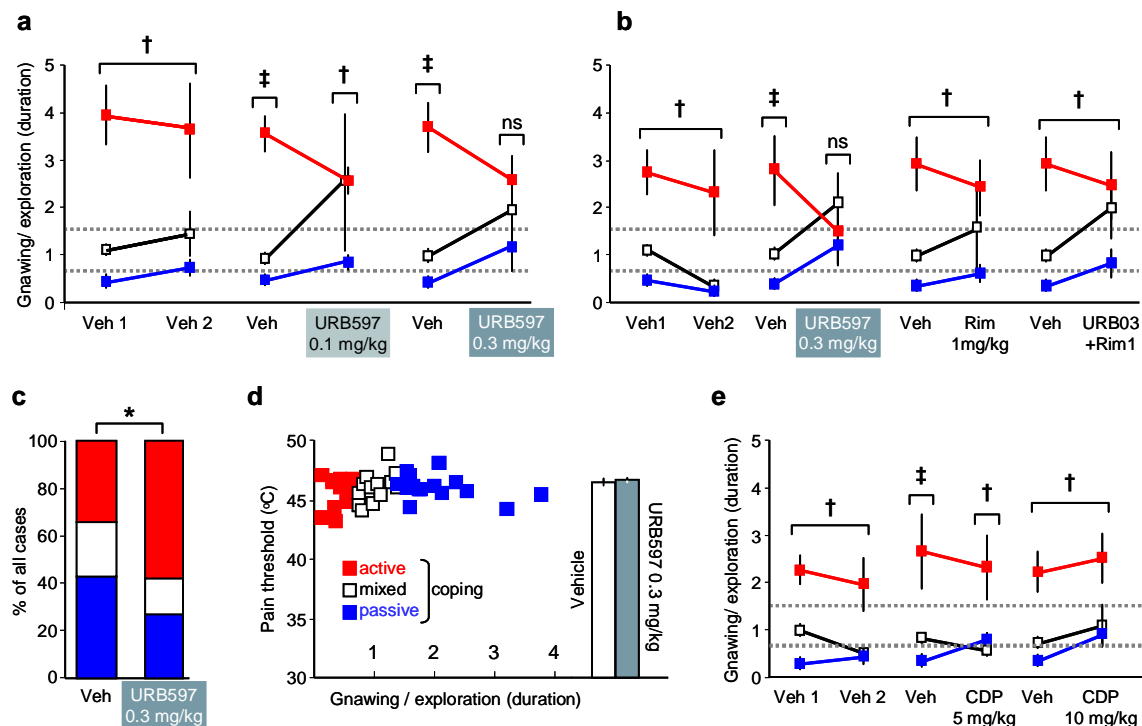 a
†
‡
†
‡
ns
Gnawing/ exploration (duration)
5
4
3
2
1
0
Veh 1
Veh 2
Veh
URB597
0.1 mg/kg
Veh
URB597
0.3 mg/kg
b
†
‡
ns
†
†
5
4
3
2
1
0
Veh1
Veh2
Veh
URB597
0.3 mg/kg
Veh
Rim
1mg/kg
Veh
URB03
+Rim1
c
*
% of all cases
100
80
60
40
20
0
Veh
URB597
0.3 mg/kg
d
Pain threshold (ºC)
50
45
40
35
30
active
mixed
passive
coping
1
2
3
4
Gnawing / exploration (duration)
Vehicle
URB597 0.3 mg/kg
e
†
‡
†
†
Gnawing/ exploration (duration)
5
4
3
2
1
0
Veh 1
Veh 2
Veh
CDP
5 mg/kg
Veh
CDP
10 mg/kg